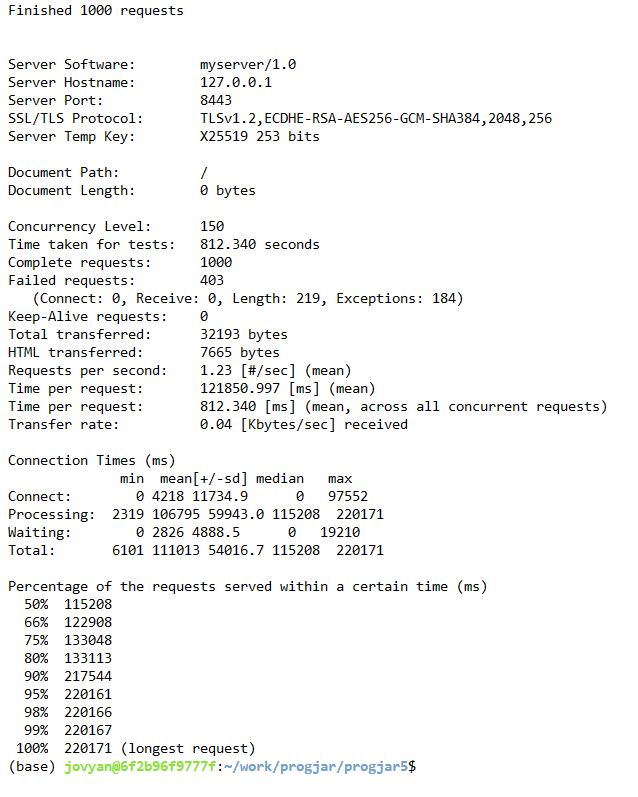 Finished 1000 requests
Server Software:        myserver/1.0
Server Hostname:        127.0.0.1
Server Port:            8443
SSL/TLS Protocol:       TLSv1.2,ECDHE-RSA-AES256-GCM-SHA384,2048,256
Server Temp Key:        X25519 253 bits
Document Path:          /
Document Length:        0 bytes
Concurrency Level:      150
Time taken for tests:   812.340 seconds
Complete requests:      1000
Failed requests:        403
   (Connect: 0, Receive: 0, Length: 219, Exceptions: 184)
Keep-Alive requests:    0
Total transferred:      32193 bytes
HTML transferred:       7665 bytes
Requests per second:    1.23 [#/sec] (mean)
Time per request:       121850.997 [ms] (mean)
Time per request:       812.340 [ms] (mean, across all concurrent requests)
Transfer rate:          0.04 [Kbytes/sec] received
Connection Times (ms)
              min  mean[+/-sd] median   max
Connect:        0 4218 11734.9      0   97552
Processing:  2319 106795 59943.0 115208  220171
Waiting:        0 2826 4888.5      0   19210
Total:       6101 111013 54016.7 115208  220171
Percentage of the requests served within a certain time (ms)
  50%  115208
  66%  122908
  75%  133048
  80%  133113
  90%  217544
  95%  220161
  98%  220166
  99%  220167
 100%  220171 (longest request)
(base) jovyan@6f2b96f9777f:~/work/progjar/progjar5$